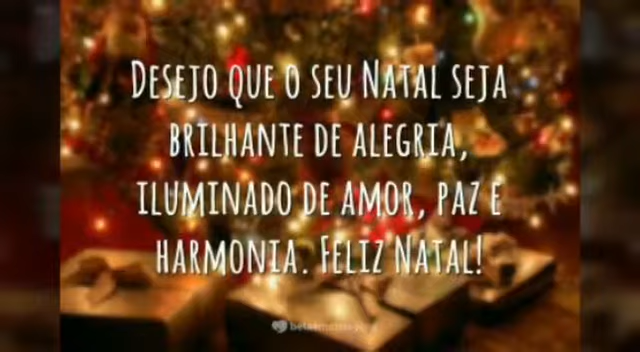 DESEJO QUE O SEU NATAL SEJA
BRILHANTE DE ALEGRIA,
ILUMINADO DE AMOR, PAZ E
HARMONIA. FELIZ NATAL!